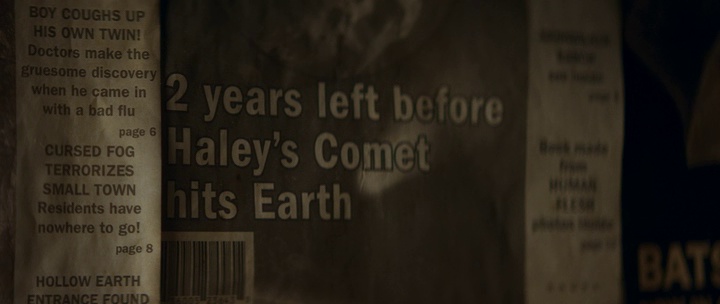 BOY COUGHS UP
HIS OWN TWIN!
Doctors make the
gruesome discovery
when he came in
with a bad flu
page 6
CURSED FOG
TERRORIZES
SMALL TOWN
Residents have
nowhere to go!
page 8
HOLLOW EARTH
ENTRANCE FOUND
2 years left before
Haley's Comet
hits Earth
Book made
from
HUMAN
FLESH
photos inside
BATS